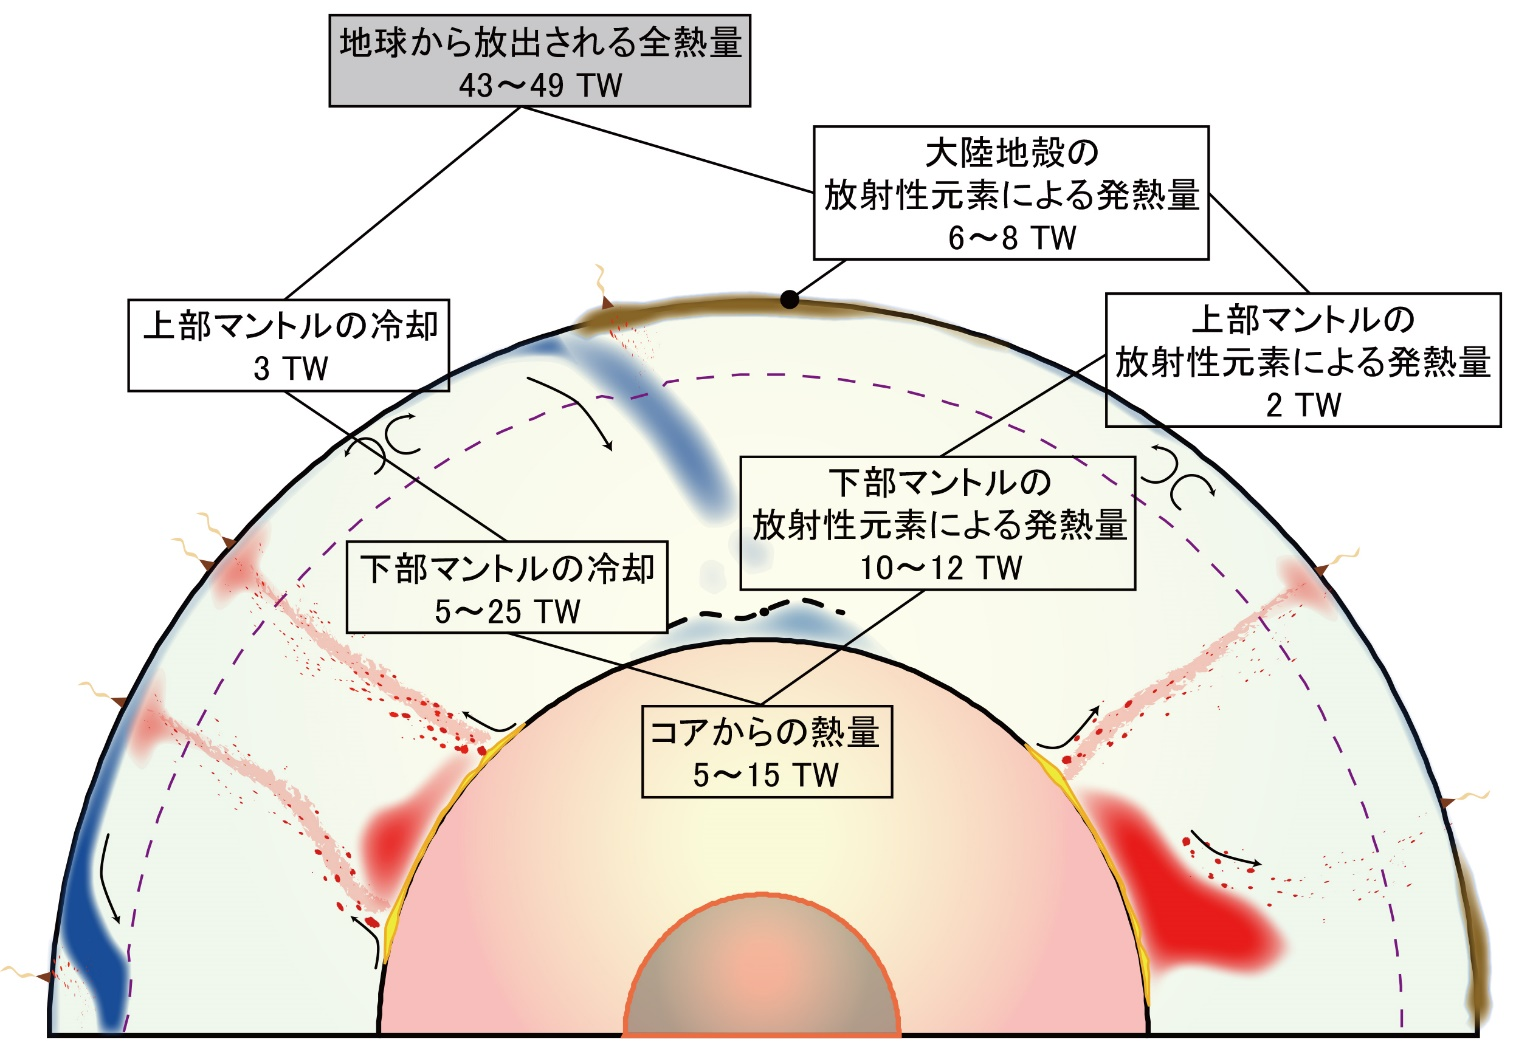 地球から放出される全熱量
43～49 TW
大陸地殻の
放射性元素による発熱量
6～8 TW
上部マントルの冷却
3 TW
上部マントルの
放射性元素による発熱量
2 TW
下部マントルの
放射性元素による発熱量
10～12 TW
下部マントルの冷却
5～25 TW
コアからの熱量
5～15 TW